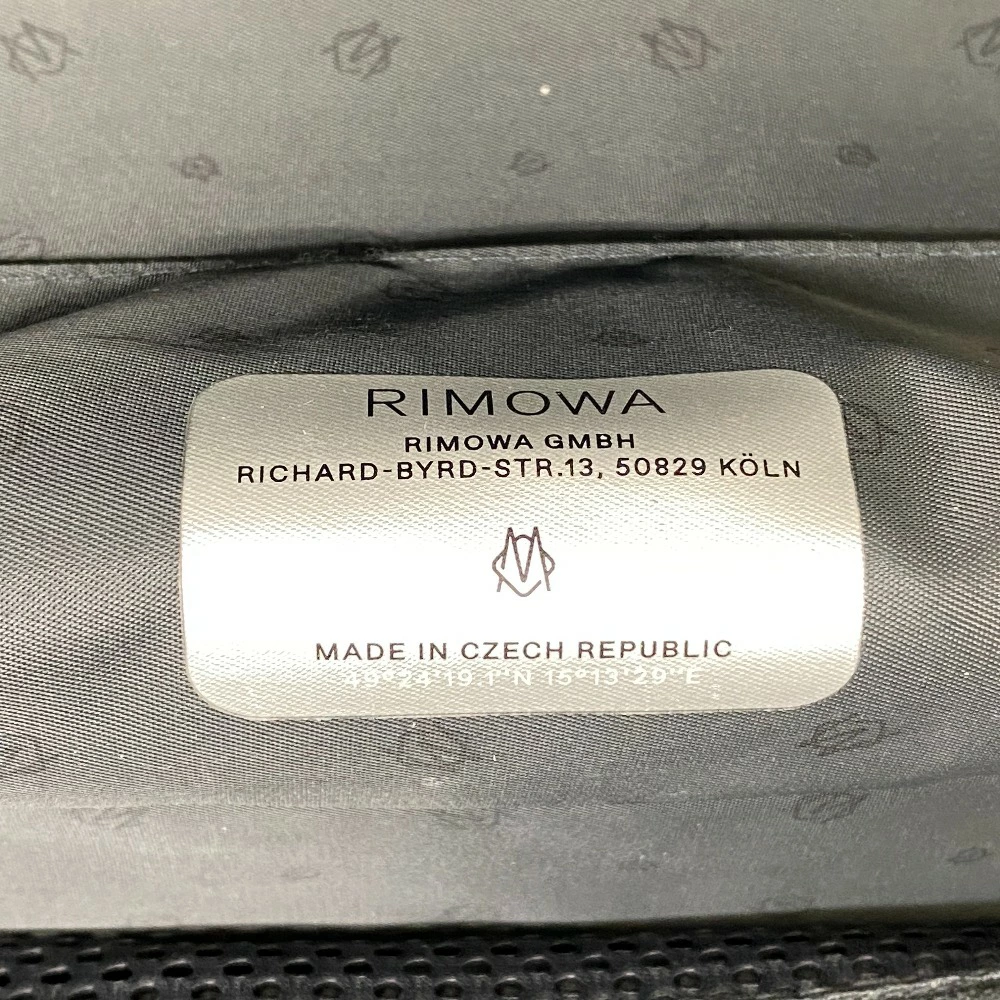 RIMOWA
RIMOWA GMBH
RICHARD-BYRD-STR.13, 50829 KÖLN
MADE IN CZECH REPUBLIC
49°24'19.1"N 15°13'29"E